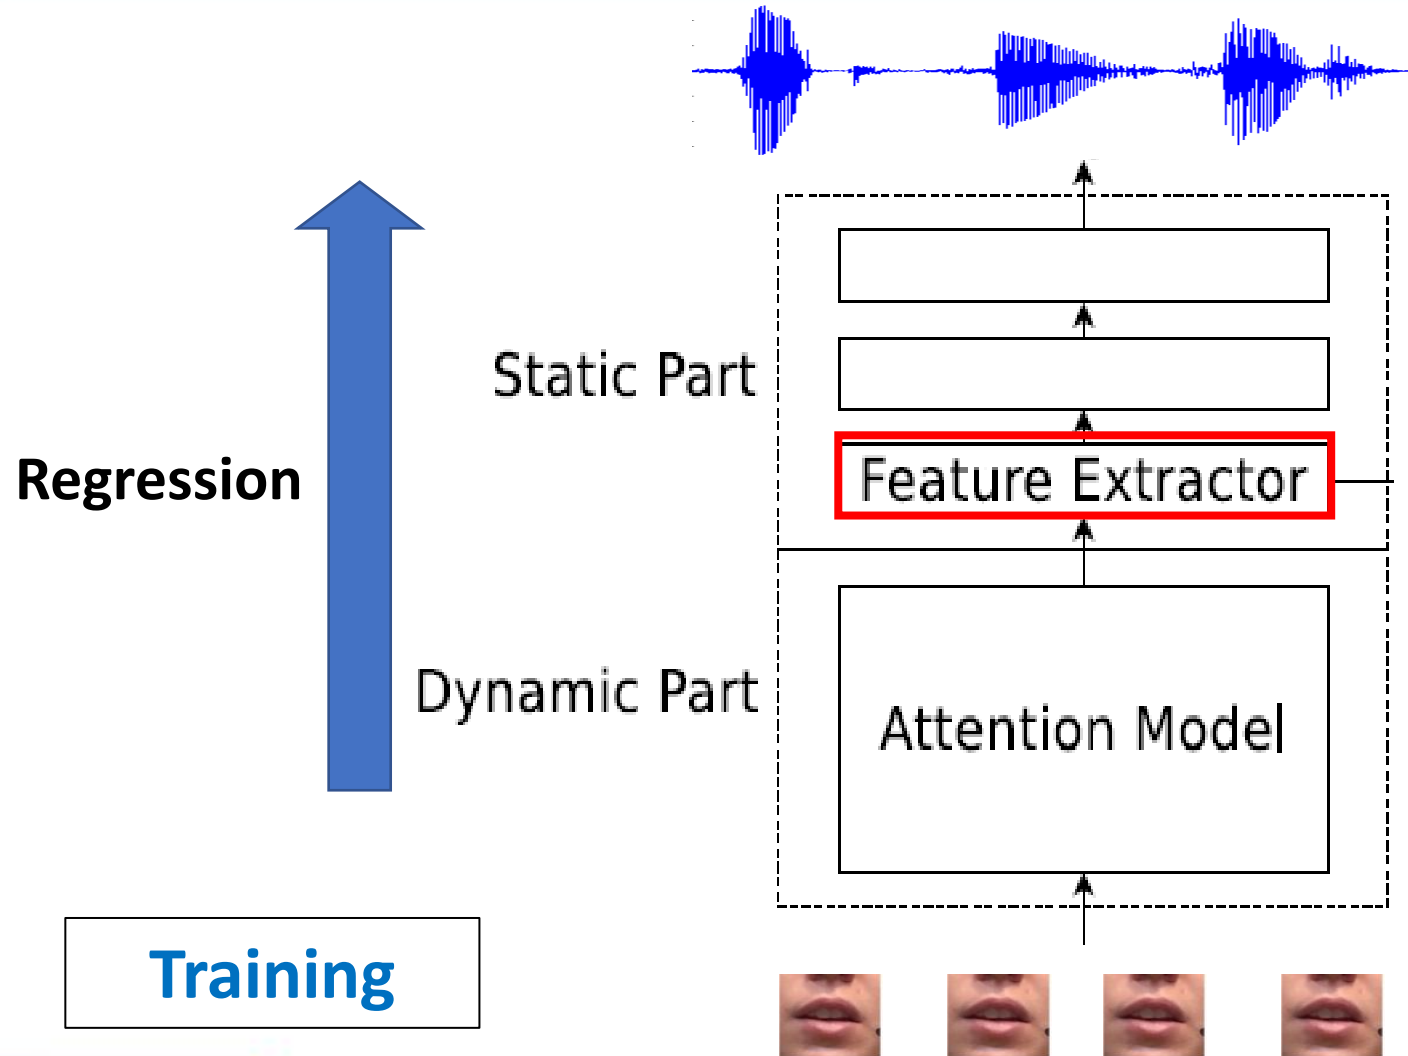 Static Part
Regression
Feature Extractor
Dynamic Part
Attention Model
Training